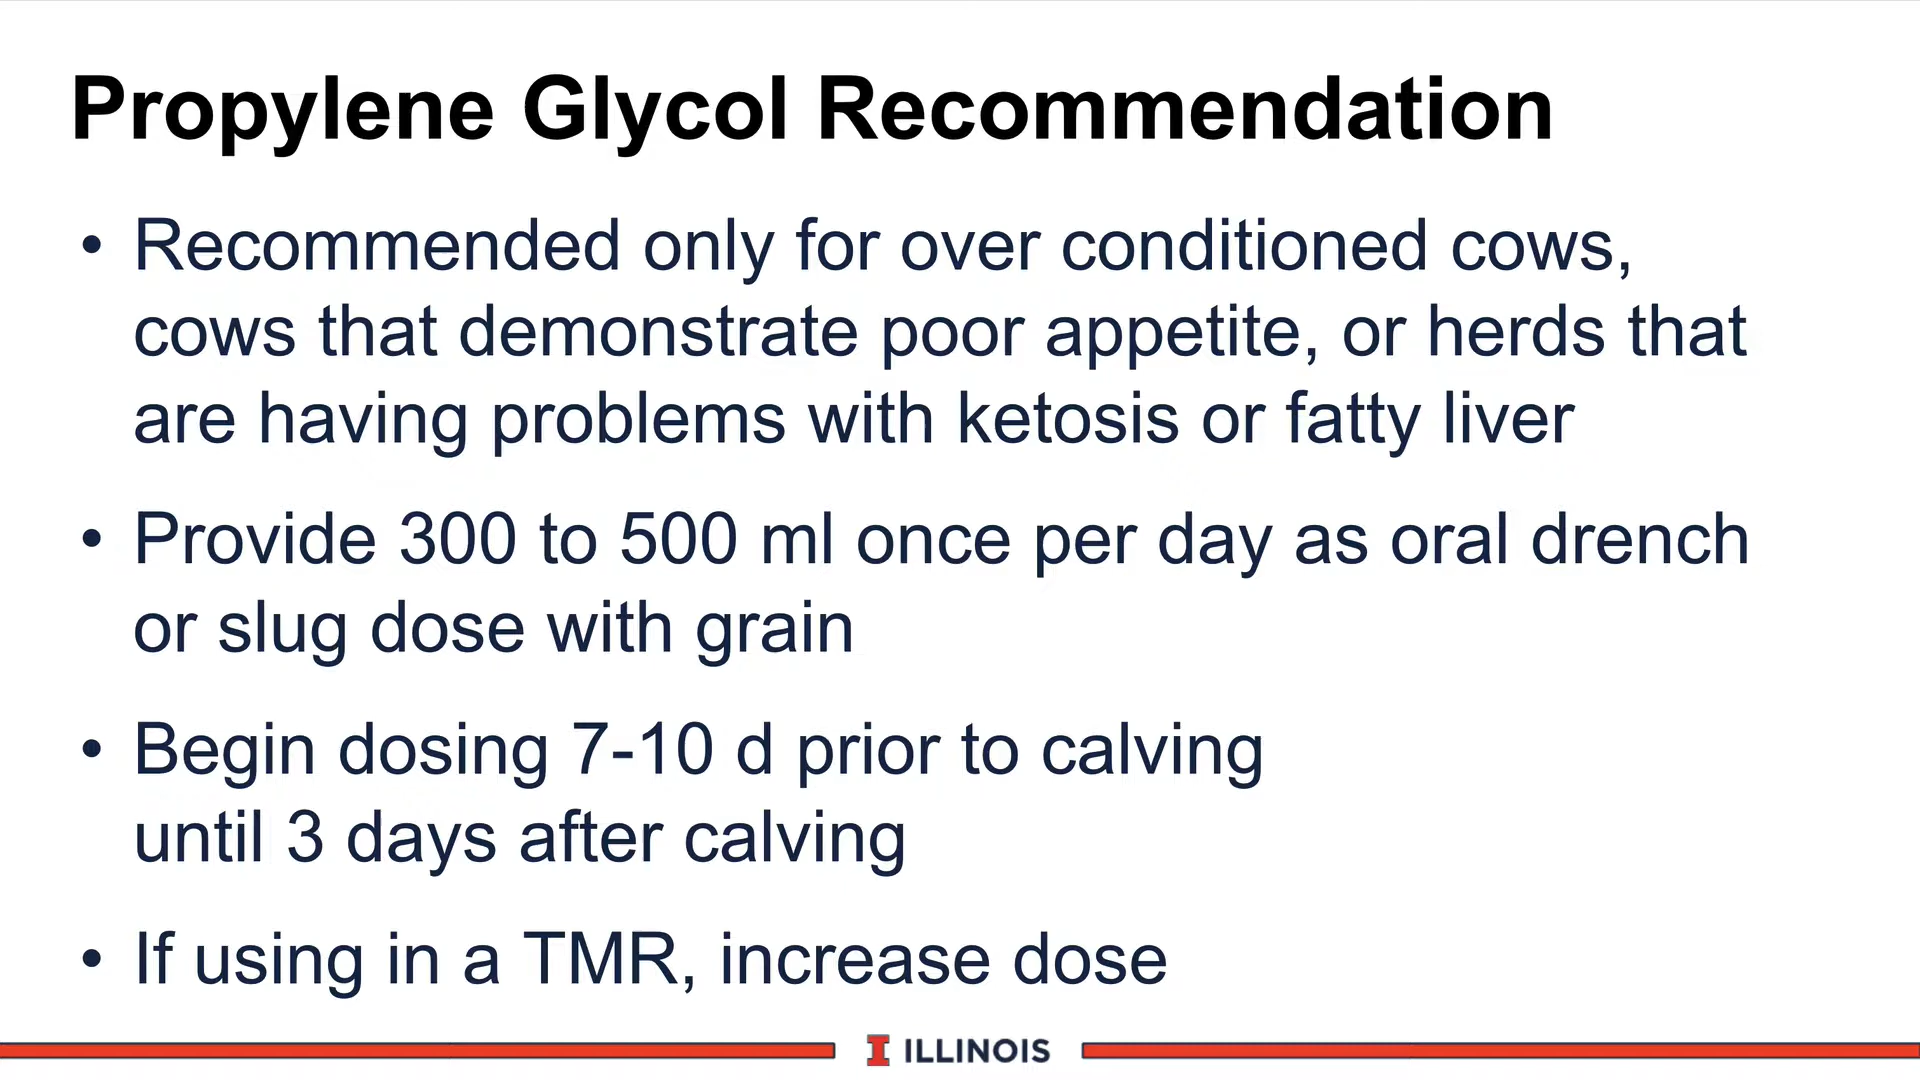 Propylene Glycol Recommendation
• Recommended only for over conditioned cows,
cows that demonstrate poor appetite, or herds that
are having problems with ketosis or fatty liver
• Provide 300 to 500 ml once per day as oral drench
or slug dose with grain
• Begin dosing 7-10 d prior to calving
until 3 days after calving
• If using in a TMR, increase dose
I ILLINOIS